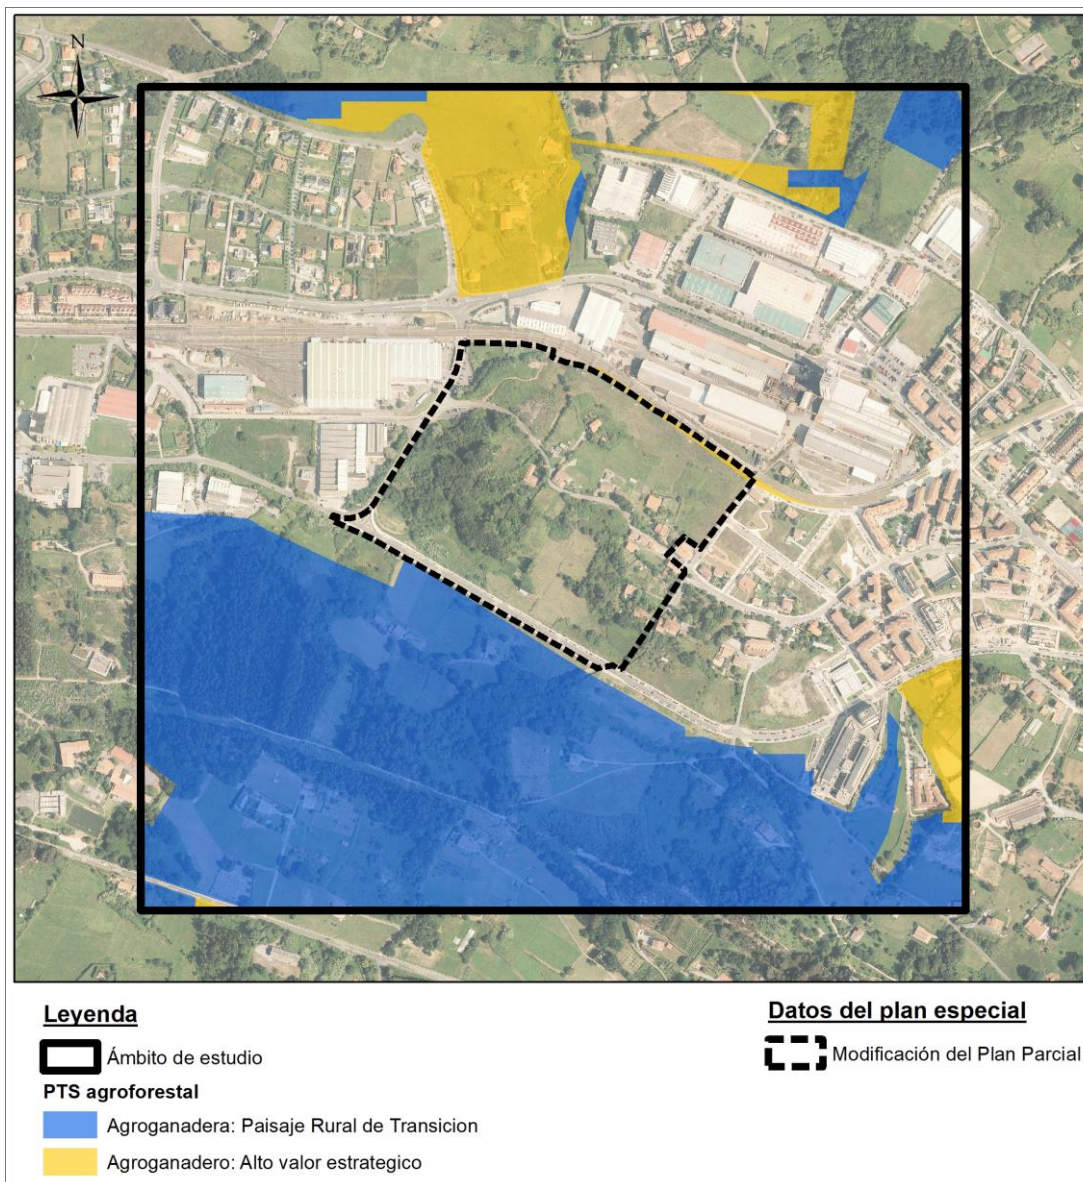 N
Leyenda
Ámbito de estudio
PTS agroforestal
Agroganadera: Paisaje Rural de Transicion
Agroganadero: Alto valor estrategico
Datos del plan especial
Modificación del Plan Parcial